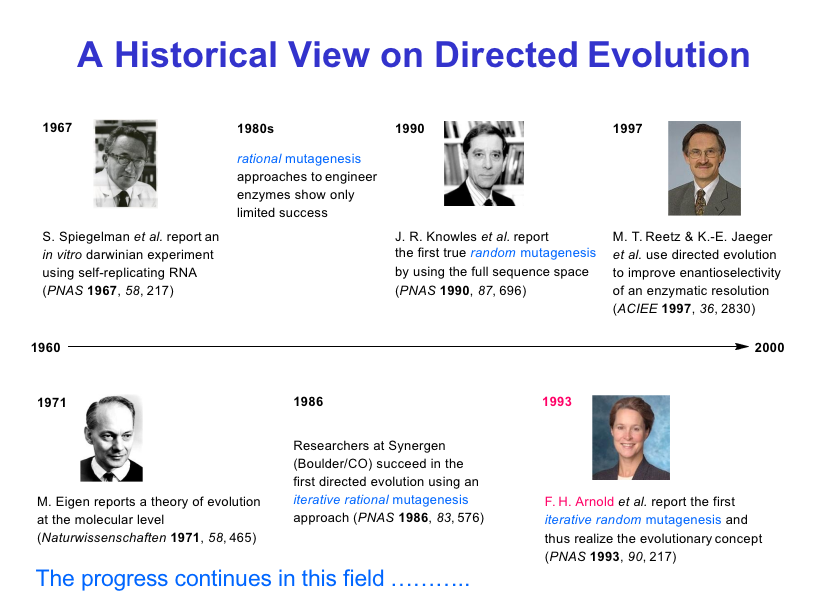 A Historical View on Directed Evolution
1967
S. Spiegelman et al. report an
in vitro darwinian experiment
using self-replicating RNA
(PNAS 1967, 58, 217)
1980s
rational mutagenesis
approaches to engineer
enzymes show only
limited success
1990
J. R. Knowles et al. report
the first true random mutagenesis
by using the full sequence space
(PNAS 1990, 87, 696)
1997
M. T. Reetz & K.-E. Jaeger
et al. use directed evolution
to improve enantioselectivity
of an enzymatic resolution
(ACIEE 1997, 36, 2830)
1960
2000
1971
M. Eigen reports a theory of evolution
at the molecular level
(Naturwissenschaften 1971, 58, 465)
1986
Researchers at Synergen
(Boulder/CO) succeed in the
first directed evolution using an
iterative rational mutagenesis
approach (PNAS 1986, 83, 576)
1993
F. H. Arnold et al. report the first
iterative random mutagenesis and
thus realize the evolutionary concept
(PNAS 1993, 90, 217)
The progress continues in this field ………..